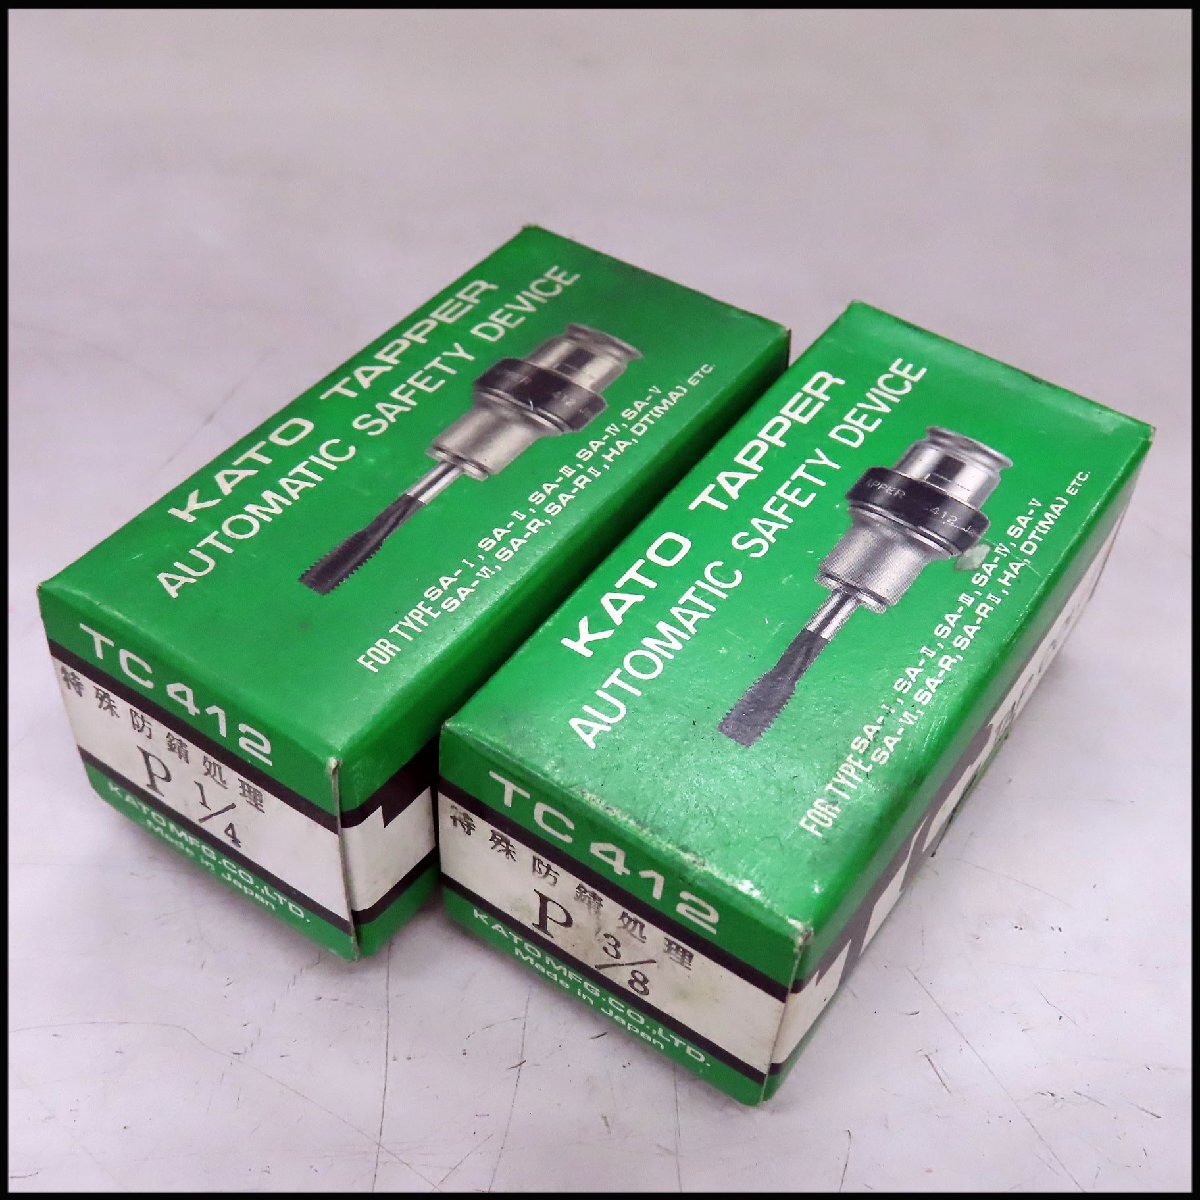 KATO TAPPER
AUTOMATIC SAFETY DEVICE
FOR TYPE SA-I, SA-II, SA-III, SA-IV, SA-V
SA-VI, SA-R, SA-RII, HA, DT(MA) ETC.
TC412
特殊防錆処理
P 1/4
KATO MFG.CO.,LTD.
Made in Japan
KATO TAPPER
AUTOMATIC SAFETY DEVICE
APPER
412
FOR TYPE SA-I, SA-II, SA-III, SA-IV, SA-V
SA-VI, SA-R, SA-RII, HA, DT(MA) ETC.
TC412
特殊防錆処理
P 3/8
KATO MFG.CO.,LTD.
Made in Japan